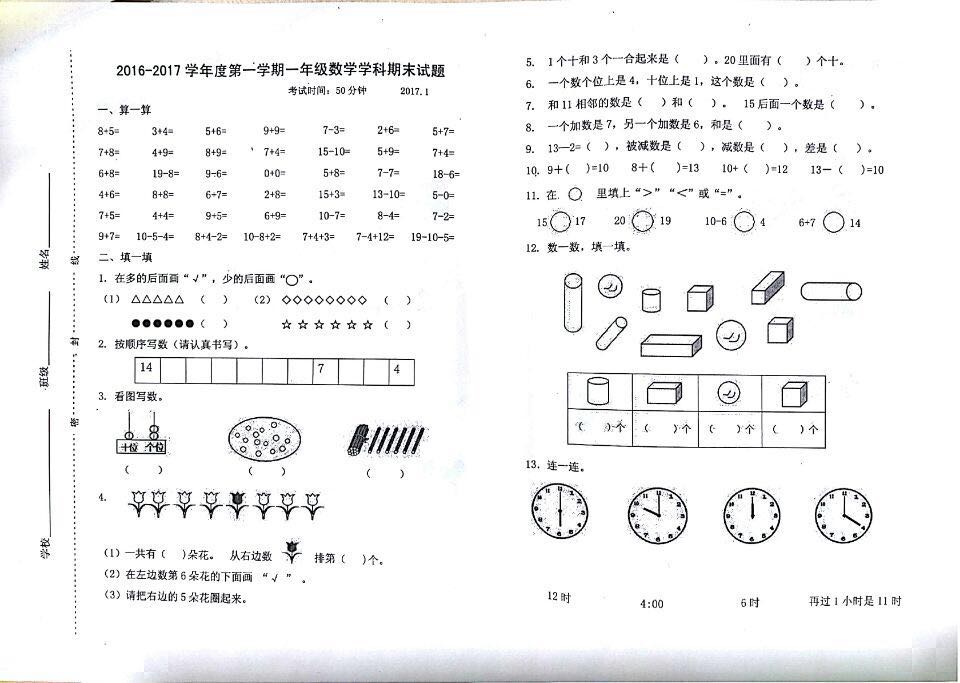 2016-2017 学年度第一学期一年级数学学科期末试题
考试时间：50分钟 2017.1
一、算一算
8+5= 3+4= 5+6= 9+9= 7-3= 2+6= 5+7=
7+8= 4+9= 8+9= 7+4= 15-10= 5+9= 7+4=
6+8= 19-8= 9-6= 0+0= 5+8= 7-7= 18-6=
4+6= 8+8= 6+7= 2+8= 15+3= 13-10= 5-0=
7+5= 4+4= 9+5= 6+9= 10-7= 8-4= 7-2=
9+7= 10-5-4= 8+4-2= 10-8+2= 7+4+3= 7-4+12= 19-10-5=
二、填一填
1. 在多的后面画“√”，少的后面画“○”。
（1）△△△△△ （ ） （2）◇◇◇◇◇◇◇◇ （ ）
●●●●●●（ ） ☆☆☆☆☆☆（ ）
2. 按顺序写数（请认真书写）。
14 7 4
3. 看图写数。
十位 个位
（ ） （ ） （ ）
4.
（1）一共有（ ）朵花。 从右边数 排第（ ）个。
（2）在左边数第6朵花的下面画 “√ ” 。
（3）请把右边的5朵花圈起来。
学校 班级 姓名
密 封 线
5. 1个十和3个一合起来是（ ）。20里面有（ ）个十。
6. 一个数个位上是4，十位上是1，这个数是（ ）。
7. 和11相邻的数是（ ）和（ ）。 15后面一个数是（ ）。
8. 一个加数是7，另一个加数是6，和是（ ）。
9. 13—2=（ ），被减数是（ ），减数是（ ），差是（ ）。
10. 9＋（ ）=10 8＋（ ）=13 10+（ ）=12 13—（ ）=10
11. 在 ○ 里填上“＞”“＜”或“=”。
15 ○ 17 20 ○ 19 10-6 ○ 4 6+7 ○ 14
12. 数一数，填一填。
（ ）个 （ ）个 （ ）个 （ ）个
13. 连一连。
12时 4:00 6时 再过1小时是11时